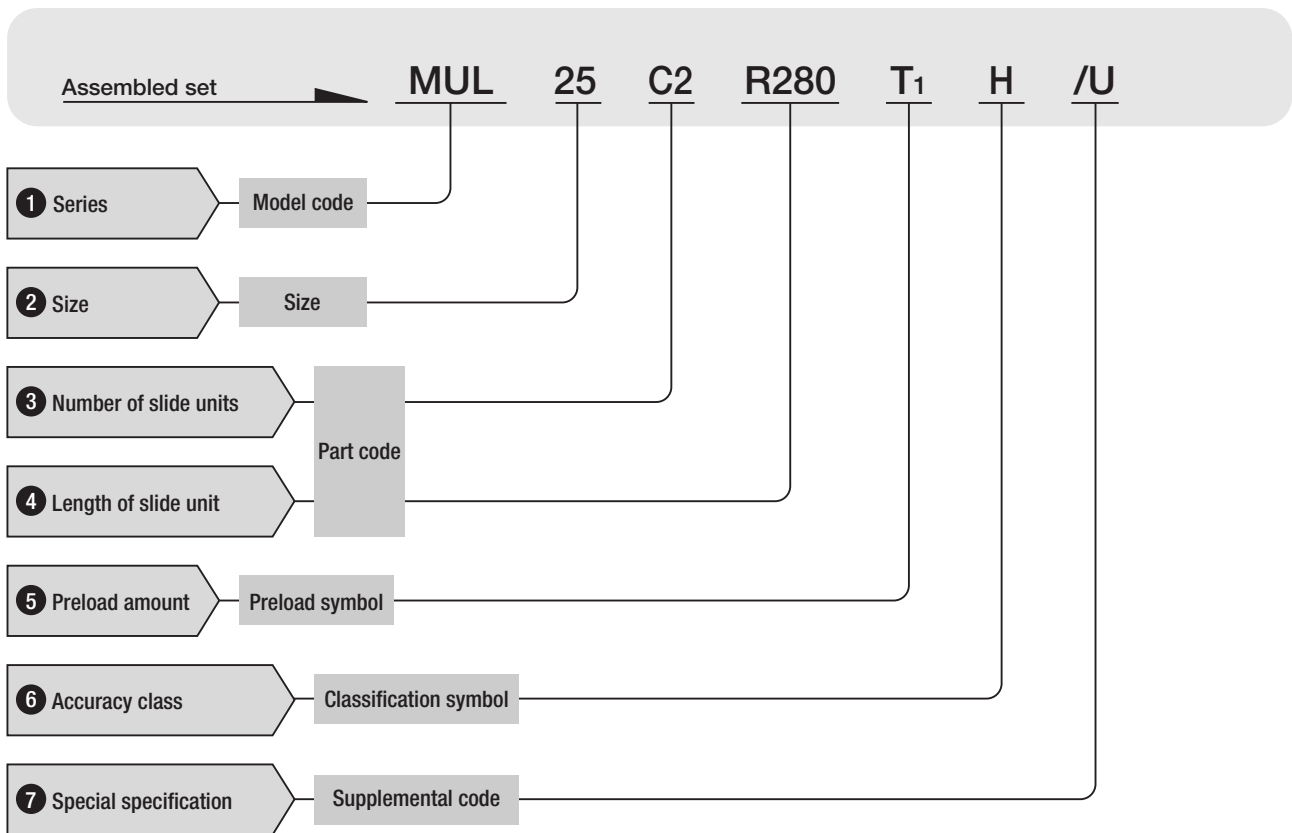 Assembled set MUL 25 C2 R280 T1 H /U
1 Series Model code
2 Size Size
3 Number of slide units
Part code
4 Length of slide unit
5 Preload amount Preload symbol
6 Accuracy class Classification symbol
7 Special specification Supplemental code